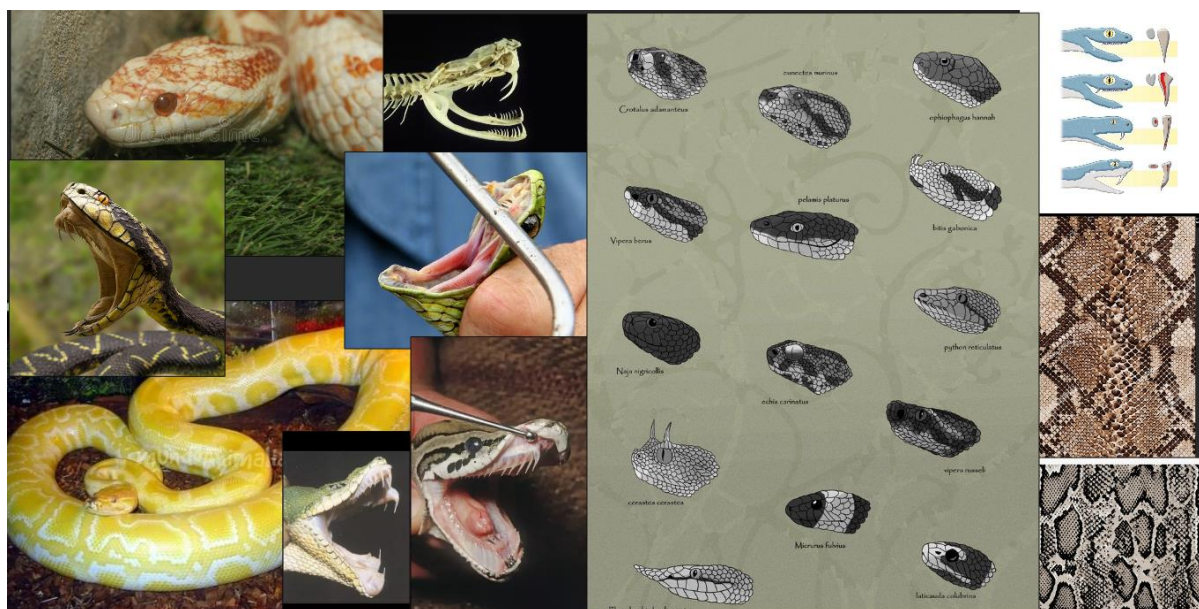 Crotalus adamanteus
eunectes murinus
ophiophagus hannah
Vipera berus
pelamis platurus
bitis gabonica
Naja nigricollis
echis carinatus
python reticulatus
cerastes cerastes
vipera russeli
Micrurus fulvius
laticauda colubrina